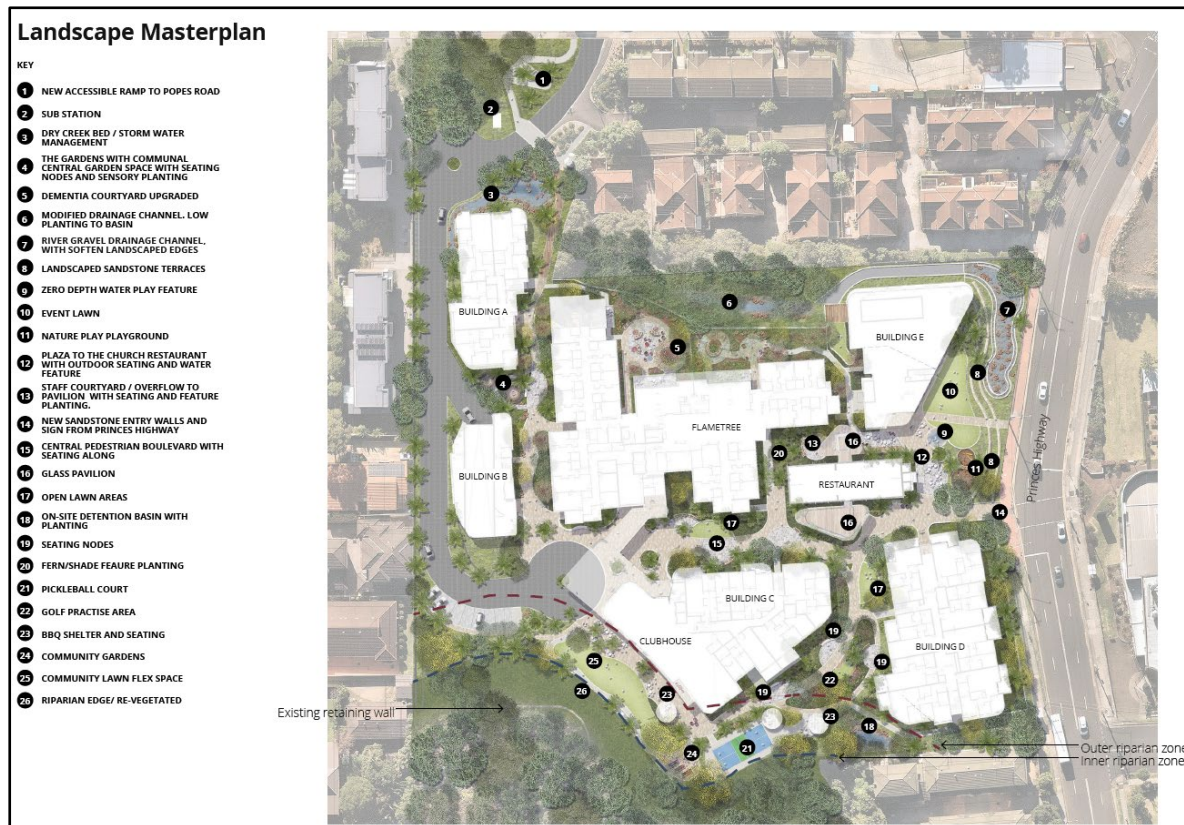 Landscape Masterplan
KEY
1 NEW ACCESSIBLE RAMP TO POPES ROAD
2 SUB STATION
3 DRY CREEK BED / STORM WATER
MANAGEMENT
4 THE GARDENS WITH COMMUNAL
CENTRAL GARDEN SPACE WITH SEATING
NODES AND SENSORY PLANTING
5 DEMENTIA COURTYARD UPGRADED
6 MODIFIED DRAINAGE CHANNEL. LOW
PLANTING TO BASIN
7 RIVER GRAVEL DRAINAGE CHANNEL,
WITH SOFTEN LANDSCAPED EDGES
8 LANDSCAPED SANDSTONE TERRACES
9 ZERO DEPTH WATER PLAY FEATURE
10 EVENT LAWN
11 NATURE PLAY PLAYGROUND
12 PLAZA TO THE CHURCH RESTAURANT
WITH OUTDOOR SEATING AND WATER
FEATURE
13 STAFF COURTYARD / OVERFLOW TO
PAVILION WITH SEATING AND FEATURE
PLANTING.
14 NEW SANDSTONE ENTRY WALLS AND
SIGN FROM PRINCES HIGHWAY
15 CENTRAL PEDESTRIAN BOULEVARD WITH
SEATING ALONG
16 GLASS PAVILION
17 OPEN LAWN AREAS
18 ON-SITE DETENTION BASIN WITH
PLANTING
19 SEATING NODES
20 FERN/SHADE FEAURE PLANTING
21 PICKLEBALL COURT
22 GOLF PRACTISE AREA
23 BBQ SHELTER AND SEATING
24 COMMUNITY GARDENS
25 COMMUNITY LAWN FLEX SPACE
26 RIPARIAN EDGE/ RE-VEGETATED
1
2
3
6
7
BUILDING A
BUILDING E
5
8
4
10
FLAMETREE
9
13
16
20
12
11
8
BUILDING B
RESTAURANT
Princes Highway
14
17
16
15
17
BUILDING C
19
CLUBHOUSE
BUILDING D
25
19
22
26
23
19
Existing retaining wall
23
18
21
24
Outer riparian zone
Inner riparian zone